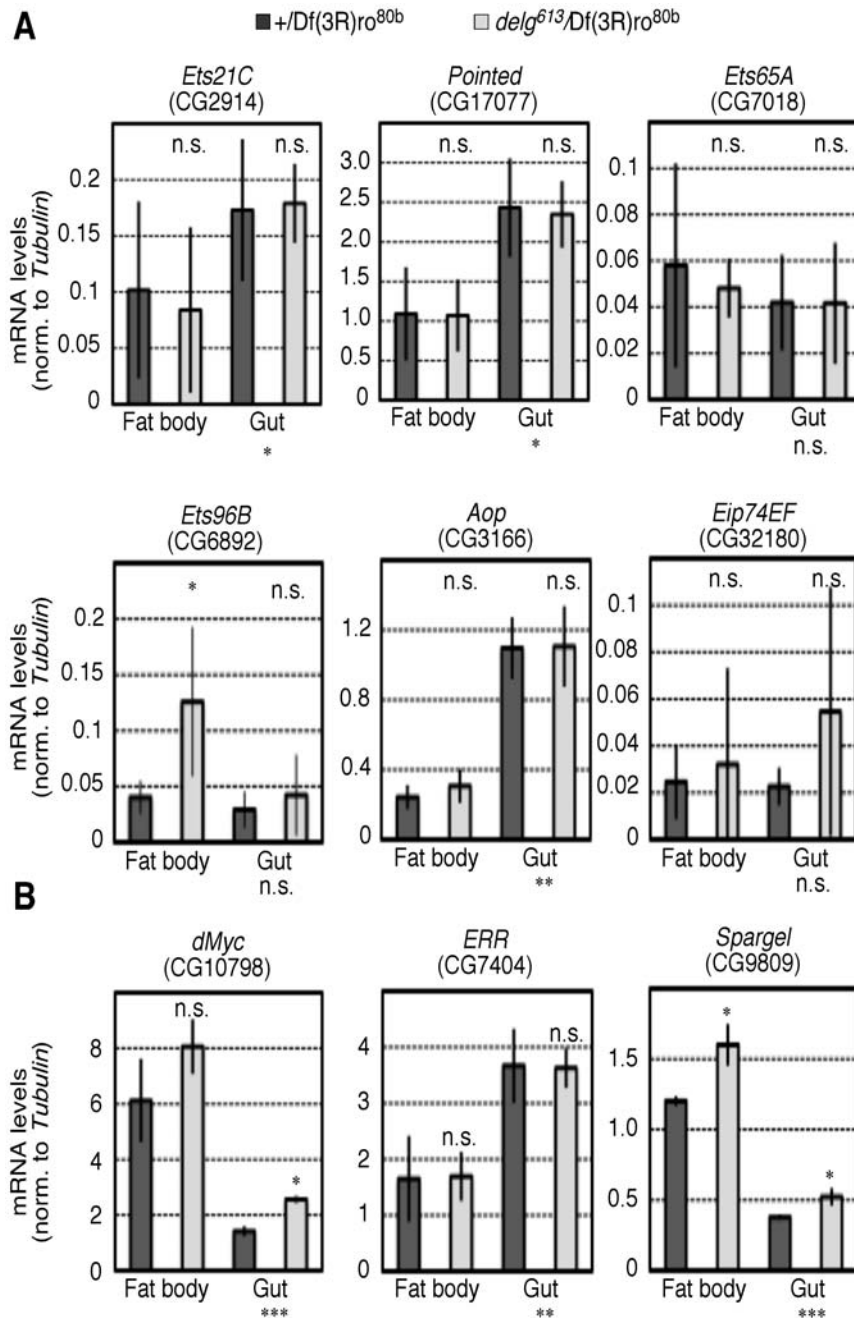 A
+/Df(3R)ro80b delg613/Df(3R)ro80b
Ets21C
(CG2914)
Pointed
(CG17077)
Ets65A
(CG7018)
mRNA levels
(norm. to Tubulin)
0.2
0.15
0.1
0.05
0
n.s. n.s.
Fat body Gut
*
3.0
2.5
2.0
1.5
1.0
0.5
0
n.s. n.s.
Fat body Gut
*
0.1
0.08
0.06
0.04
0.02
0
n.s. n.s.
Fat body Gut
n.s.
Ets96B
(CG6892)
Aop
(CG3166)
Eip74EF
(CG32180)
mRNA levels
(norm. to Tubulin)
0.2
0.15
0.1
0.05
0
* n.s.
Fat body Gut
n.s.
1.2
0.8
0.4
0
n.s. n.s.
Fat body Gut
**
0.1
0.08
0.06
0.04
0.02
0
n.s. n.s.
Fat body Gut
n.s.
B
dMyc
(CG10798)
ERR
(CG7404)
Spargel
(CG9809)
mRNA levels
(norm. to Tubulin)
8
6
4
2
0
n.s. *
Fat body Gut
***
4
3
2
1
0
n.s. n.s.
Fat body Gut
**
1.5
1.0
0.5
0
* *
Fat body Gut
***